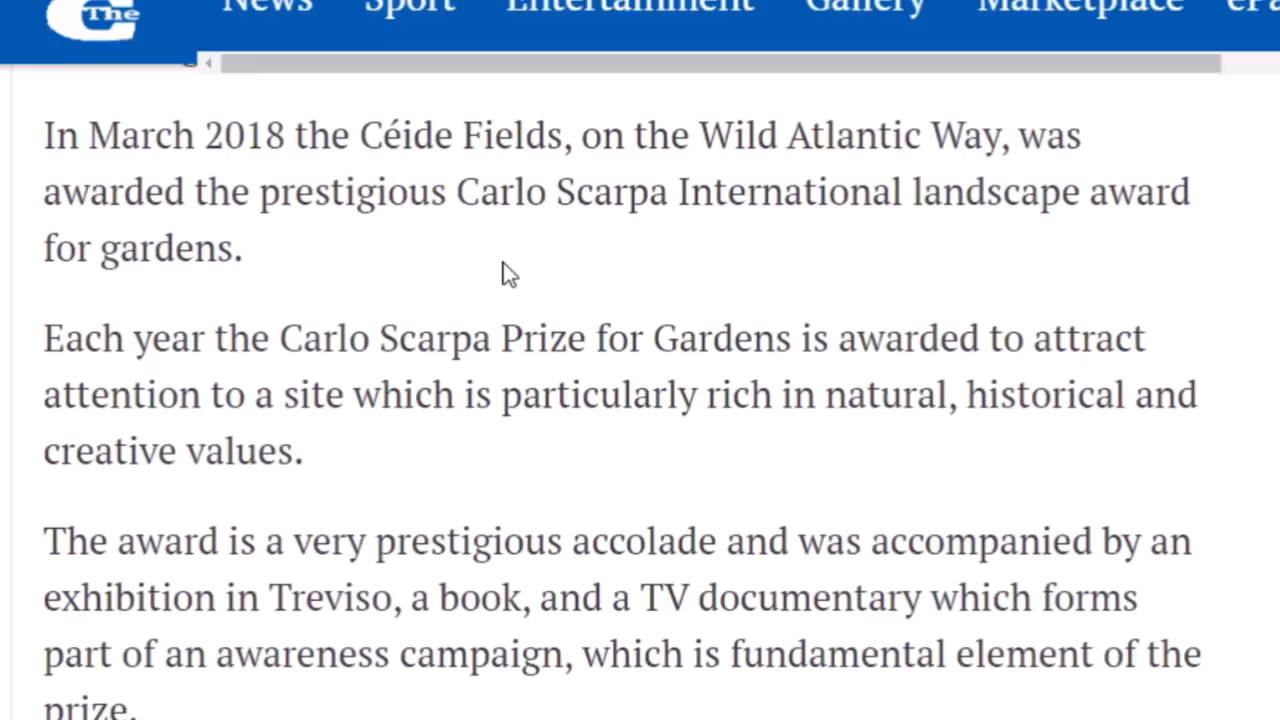 The
News Sport Entertainment Gallery Marketplace
In March 2018 the Céide Fields, on the Wild Atlantic Way, was
awarded the prestigious Carlo Scarpa International landscape award
for gardens.
Each year the Carlo Scarpa Prize for Gardens is awarded to attract
attention to a site which is particularly rich in natural, historical and
creative values.
The award is a very prestigious accolade and was accompanied by an
exhibition in Treviso, a book, and a TV documentary which forms
part of an awareness campaign, which is fundamental element of the
prize.